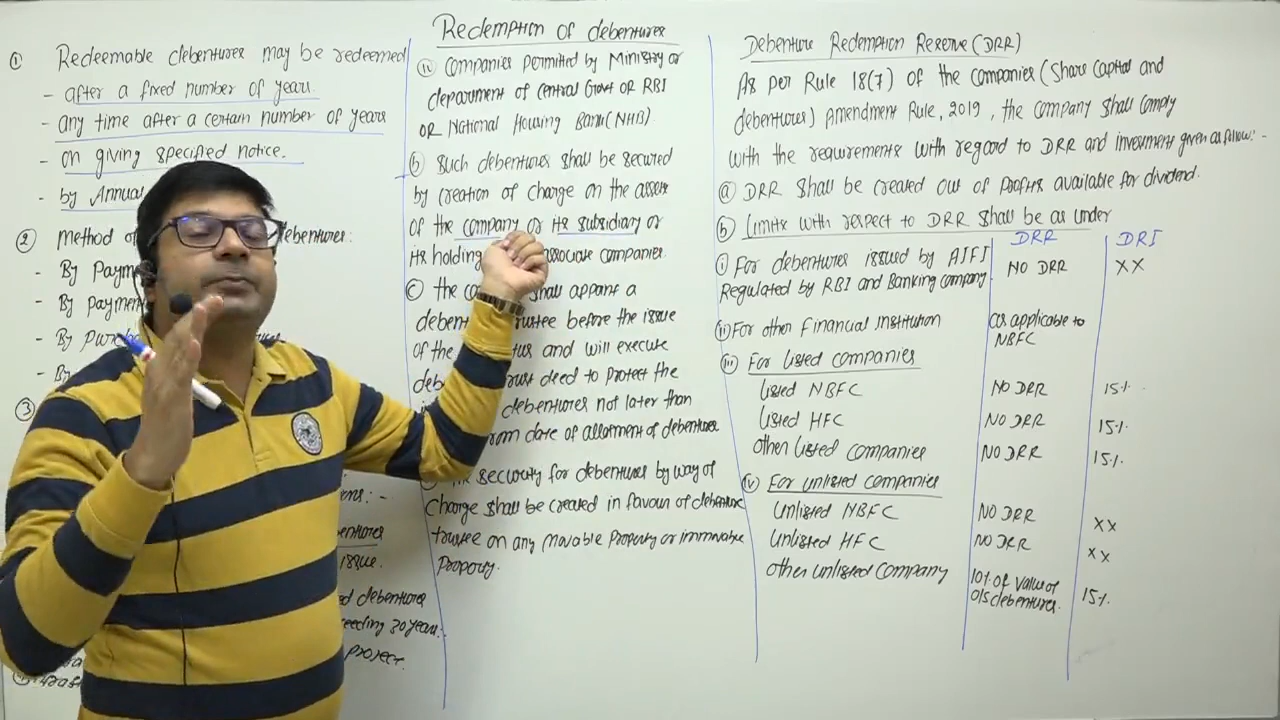 Redemption of debentures
① Redeemable debentures may be redeemed
- after a fixed number of years.
- any time after a certain number of years
- on giving specified notice.
- by Annual
② Method of debentures:
- By Paymen
- By paymen
- By purch
- By
③
ions:-
bentures
issue.
ed debentures
ceeding 30 years.
project.
companies permitted by Ministry or
department of Central Govt OR RBI
OR National Housing Bank (NHB)
ⓑ Such debentures shall be secured
by creation of charge on the assets
of the company or its subsidiary or
its holding associate companies.
ⓒ the co shall appoint a
debent trustee before the issue
of the and will execute
deb trust deed to protect the
debentures not later than
from date of allotment of debentures
security for debentures by way of
charge shall be created in favour of debenture
trustee on any movable Property or immovable
Property.
Debenture Redemption Reserve (DRR)
As per Rule 18(7) of the companies (Share Capital and
debentures) Amendment Rule, 2019, the company shall comply
with the requirements with regard to DRR and investment given as follow:-
ⓐ DRR shall be created out of profits available for dividend.
ⓑ Limits with respect to DRR shall be as under
DRR DRI
ⓘ For debentures issued by AIFI NO DRR XX
Regulated by RBI and Banking company
ii For other Financial Institution as applicable to
NBFC
iii For listed companies
listed NBFC NO DRR 15%
Listed HFC NO DRR 15%
other listed companies NO DRR 15%
iv For unlisted companies
Unlisted NBFC NO DRR XX
Unlisted HFC NO DRR XX
other unlisted company 10% of value of 15%
o/s debentures.